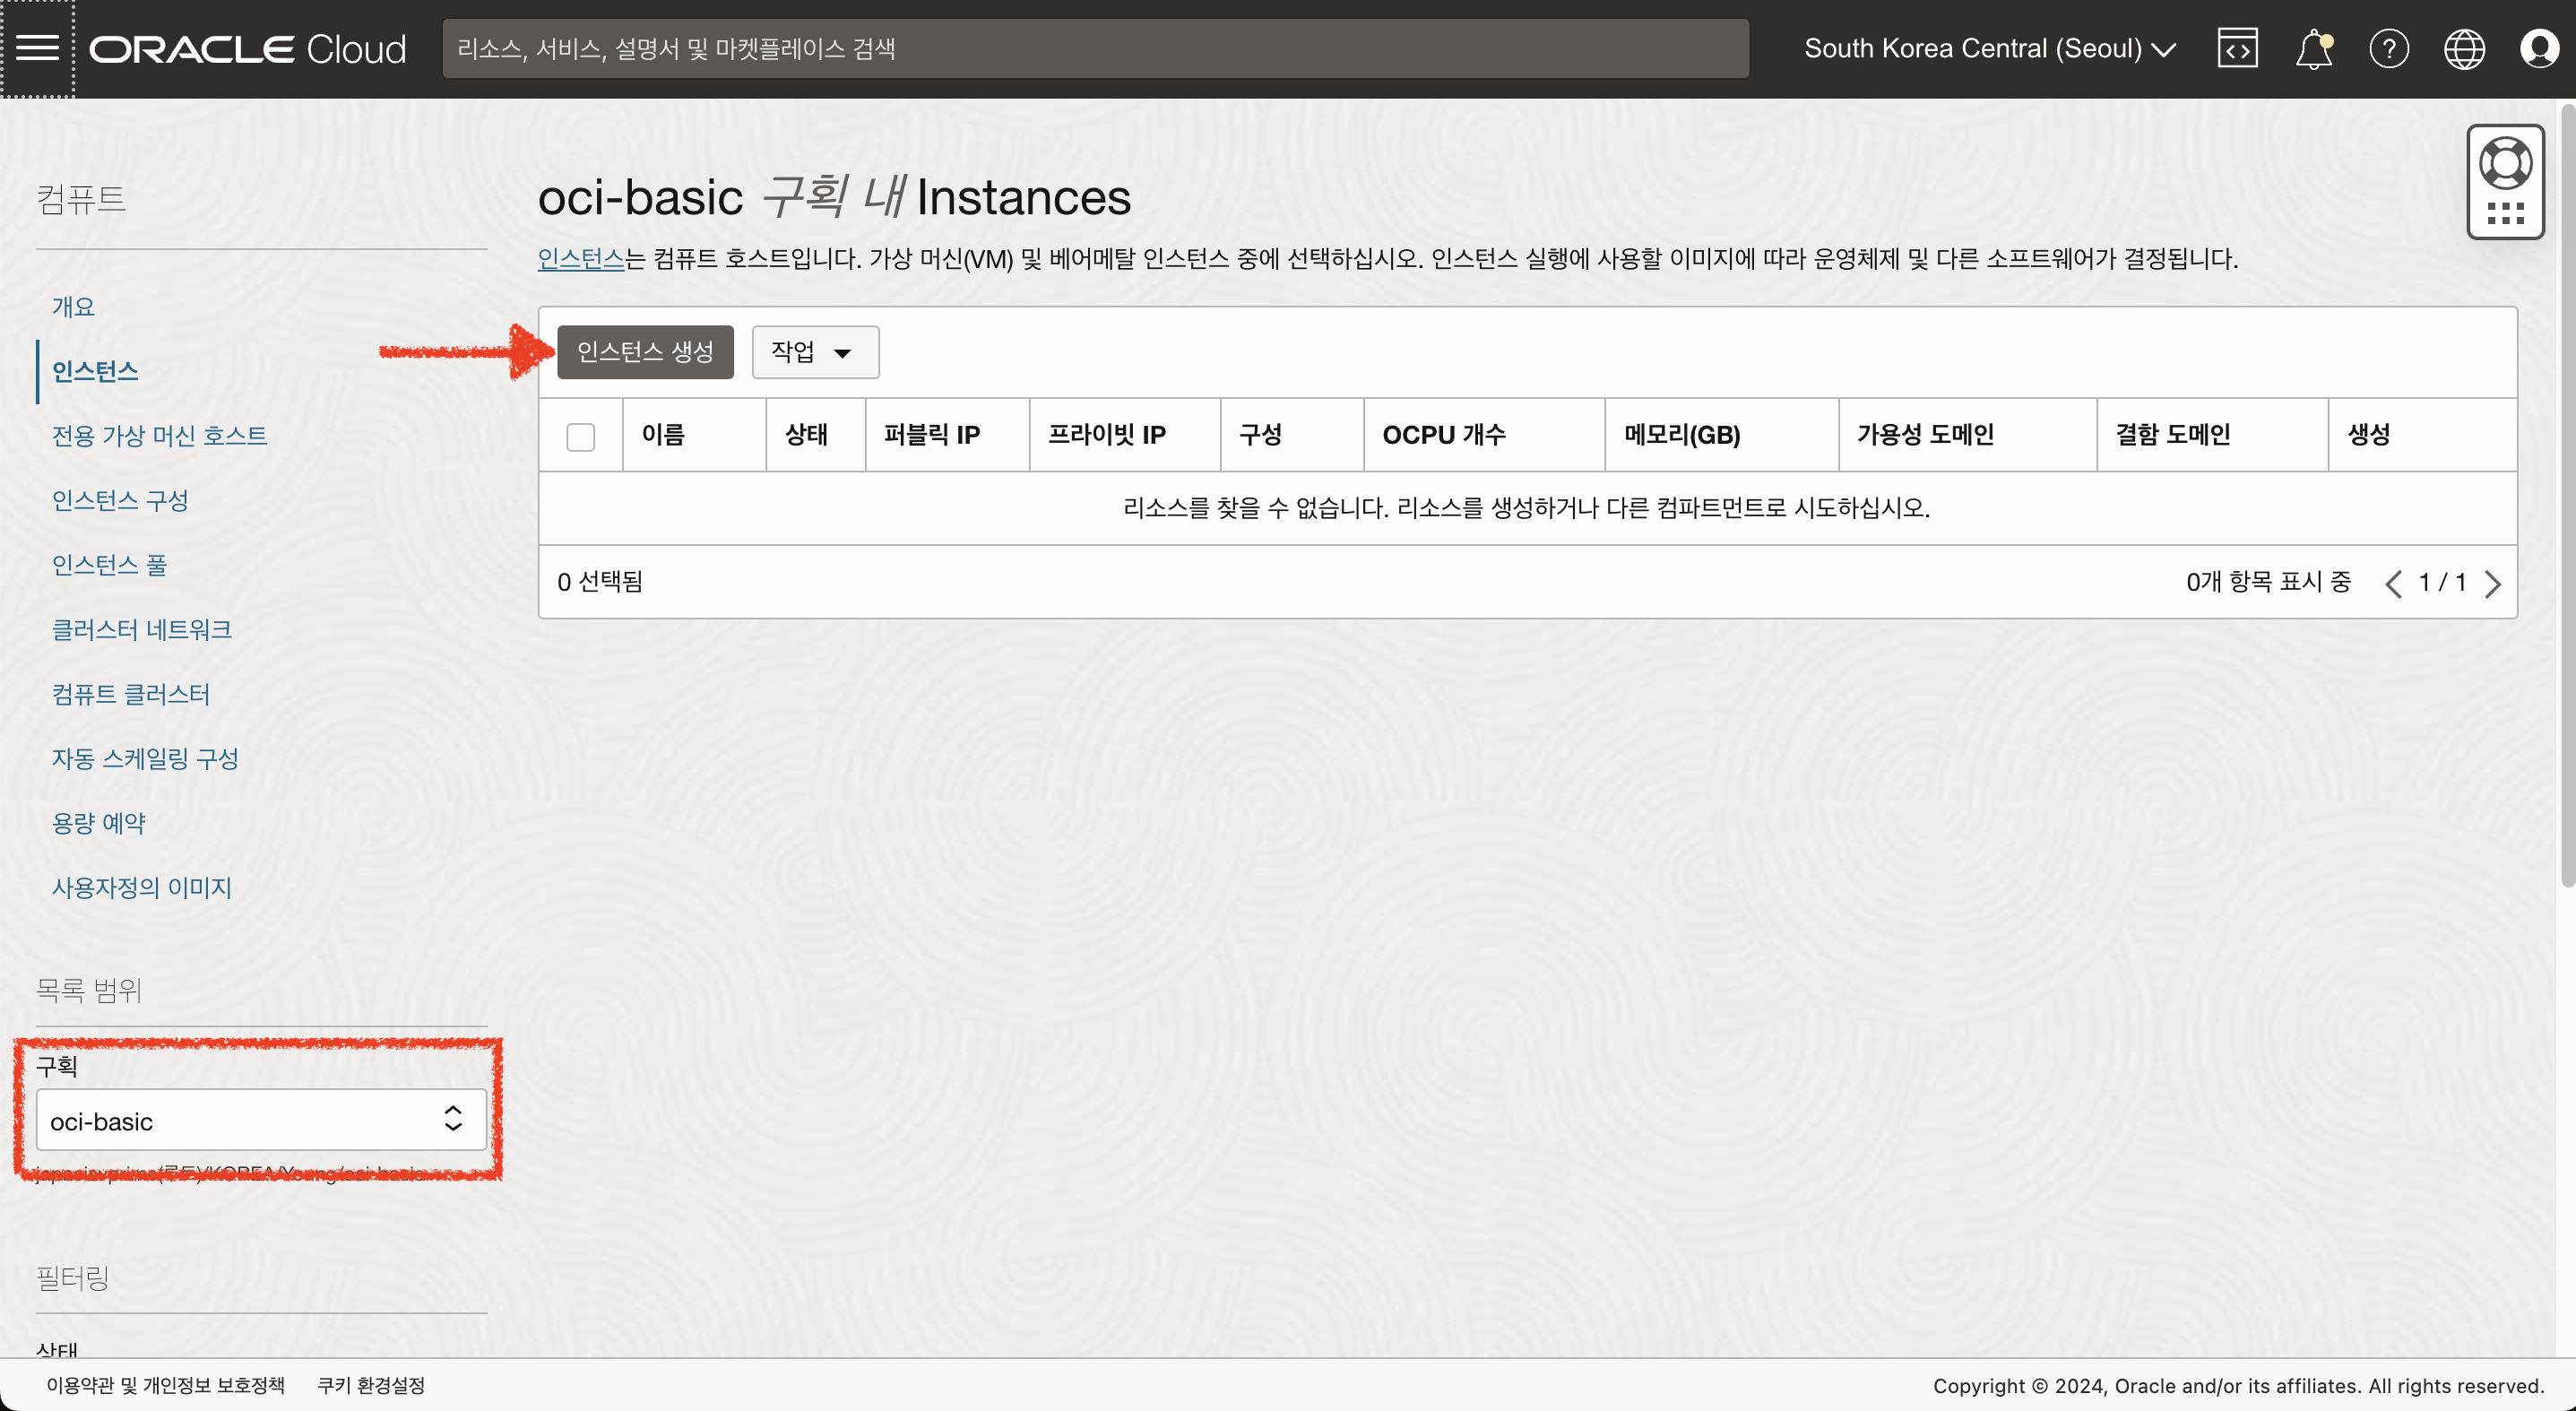 ORACLE Cloud
리소스, 서비스, 설명서 및 마켓플레이스 검색
South Korea Central (Seoul)
컴퓨트
개요
인스턴스
전용 가상 머신 호스트
인스턴스 구성
인스턴스 풀
클러스터 네트워크
컴퓨트 클러스터
자동 스케일링 구성
용량 예약
사용자정의 이미지
목록 범위
구획
oci-basic
필터링
상태
oci-basic 구획 내 Instances
인스턴스는 컴퓨트 호스트입니다. 가상 머신(VM) 및 베어메탈 인스턴스 중에 선택하십시오. 인스턴스 실행에 사용할 이미지에 따라 운영체제 및 다른 소프트웨어가 결정됩니다.
인스턴스 생성 작업
이름 상태 퍼블릭 IP 프라이빗 IP 구성 OCPU 개수 메모리(GB) 가용성 도메인 결함 도메인 생성
리소스를 찾을 수 없습니다. 리소스를 생성하거나 다른 컴파트먼트로 시도하십시오.
0 선택됨 0개 항목 표시 중 1 / 1
이용약관 및 개인정보 보호정책 쿠키 환경설정
Copyright © 2024, Oracle and/or its affiliates. All rights reserved.